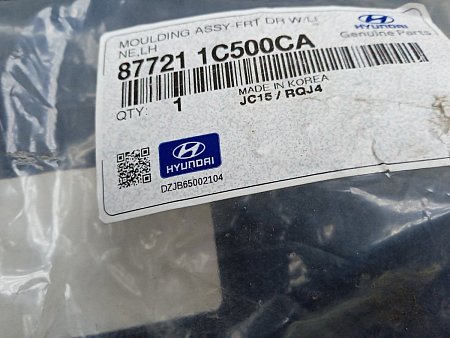 MOULDING ASSY-FRT DR W/LI
NE,LH
87721 1C500CA
QTY: 1
MADE IN KOREA
JC15 / RQJ4
HYUNDAI
Genuine Parts
HYUNDAI
DZJB65002104